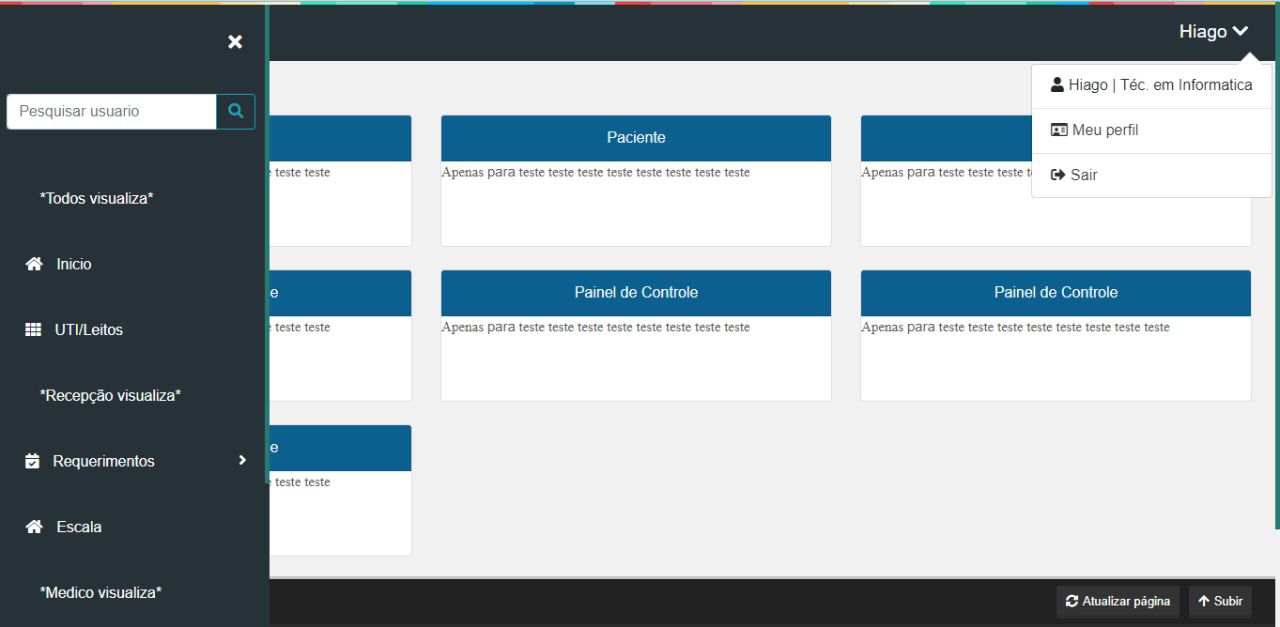 Hiago
Hiago | Téc. em Informatica
Meu perfil
Sair
Pesquisar usuario
*Todos visualiza*
Inicio
UTI/Leitos
*Recepção visualiza*
Requerimentos
Escala
*Medico visualiza*
teste teste
Paciente
Apenas para teste teste teste teste teste teste teste teste
Apenas para teste teste teste
e
teste teste
Painel de Controle
Apenas para teste teste teste teste teste teste teste teste
Painel de Controle
Apenas para teste teste teste teste teste teste teste teste
e
teste teste
Atualizar página
Subir